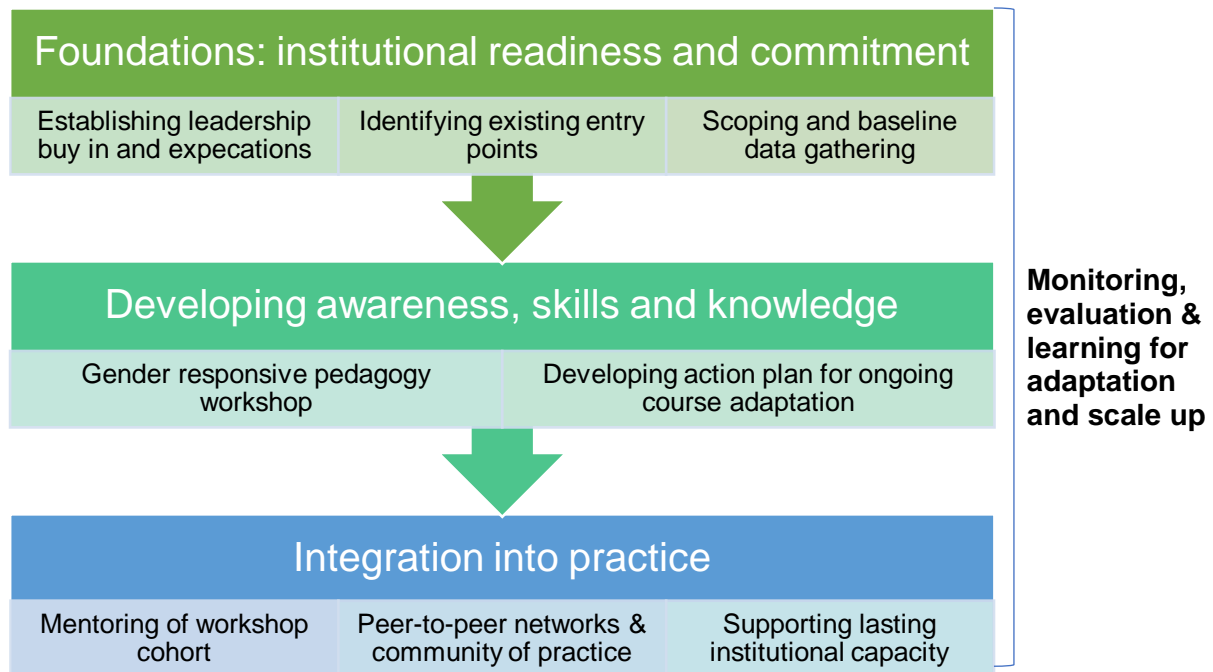 Foundations: institutional readiness and commitment
Establishing leadership
buy in and expecations
Identifying existing entry
points
Scoping and baseline
data gathering
Developing awareness, skills and knowledge
Gender responsive pedagogy
workshop
Developing action plan for ongoing
course adaptation
Integration into practice
Mentoring of workshop
cohort
Peer-to-peer networks &
community of practice
Supporting lasting
institutional capacity
Monitoring,
evaluation &
learning for
adaptation
and scale up